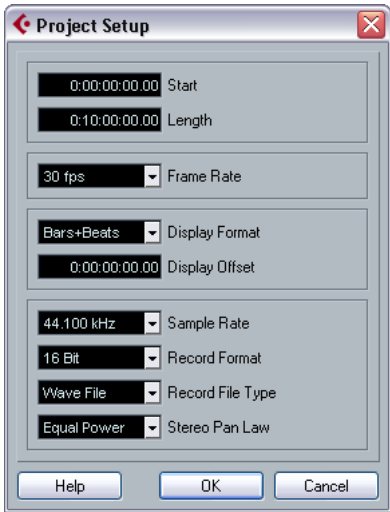 Project Setup
0:00:00:00.00 Start
0:10:00:00.00 Length
30 fps Frame Rate
Bars+Beats Display Format
0:00:00:00.00 Display Offset
44.100 kHz Sample Rate
16 Bit Record Format
Wave File Record File Type
Equal Power Stereo Pan Law
Help OK Cancel